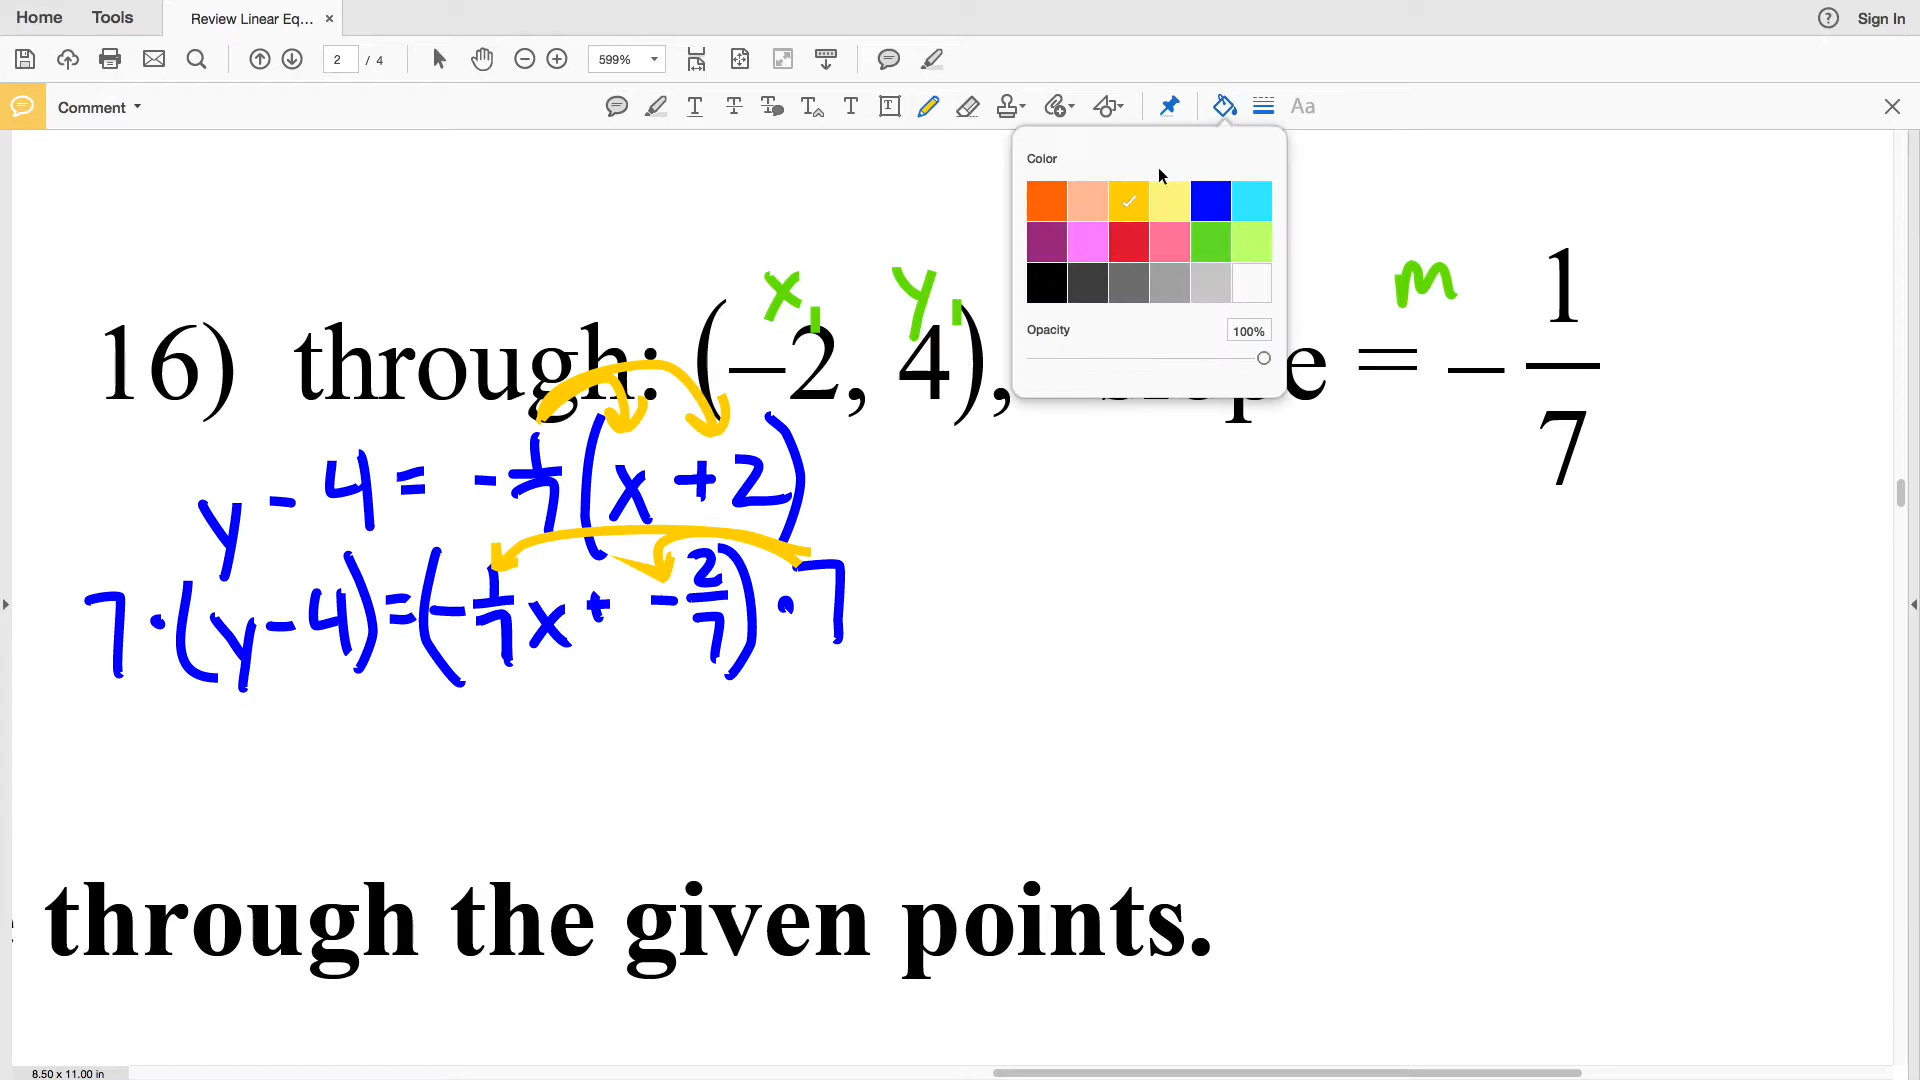 Home Tools Review Linear Eq... × ? Sign In
2 / 4 599%
Comment Aa
Color
Opacity 100%
x₁ y₁ m
16) through: (–2, 4), slope = –1/7
y - 4 = -1/7(x + 2)
7·(y-4)=(-1/7x + -2/7)·7
through the given points.
8.50 x 11.00 in